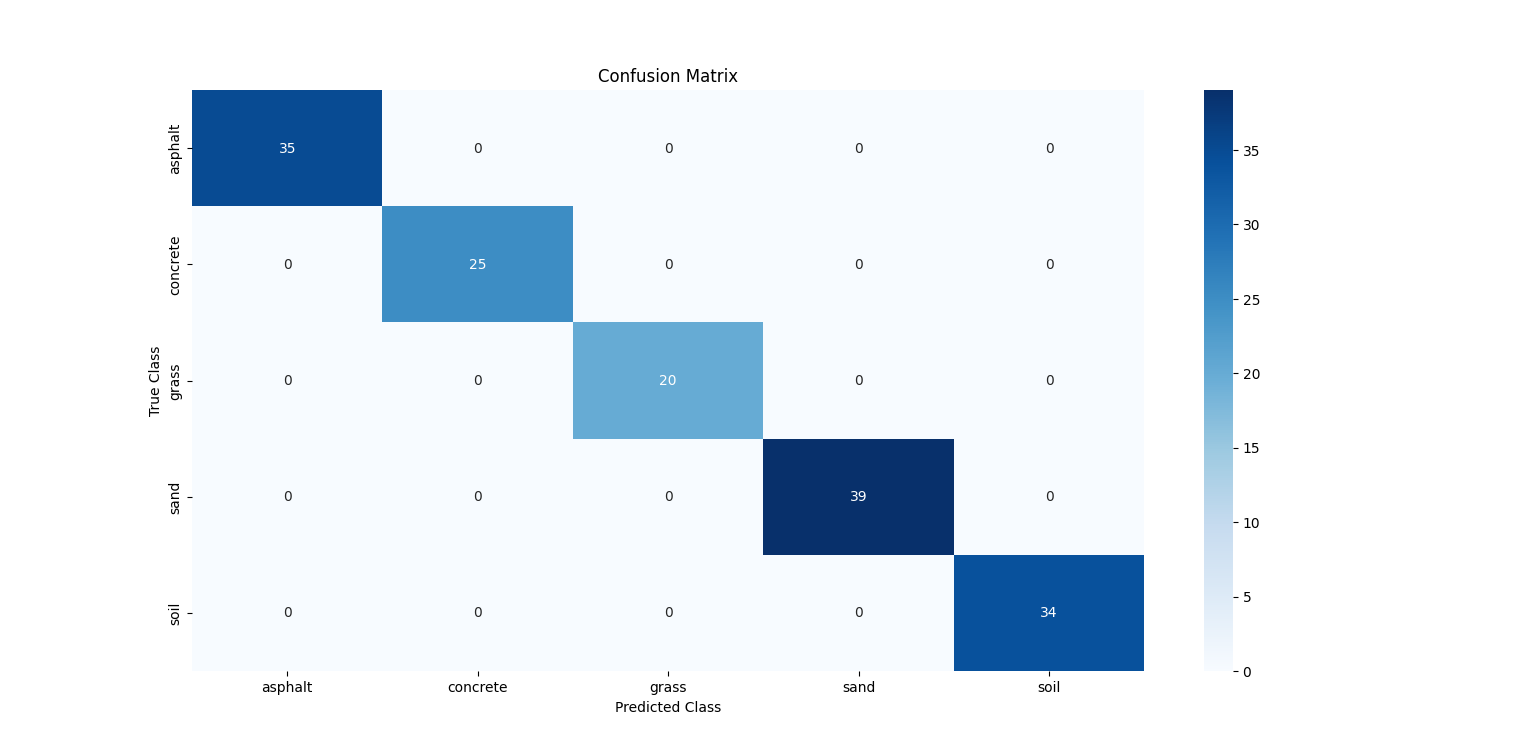 Confusion Matrix
True Class
asphalt
35 0 0 0 0
concrete
0 25 0 0 0
grass
0 0 20 0 0
sand
0 0 0 39 0
soil
0 0 0 0 34
asphalt concrete grass sand soil
Predicted Class
35
30
25
20
15
10
5
0